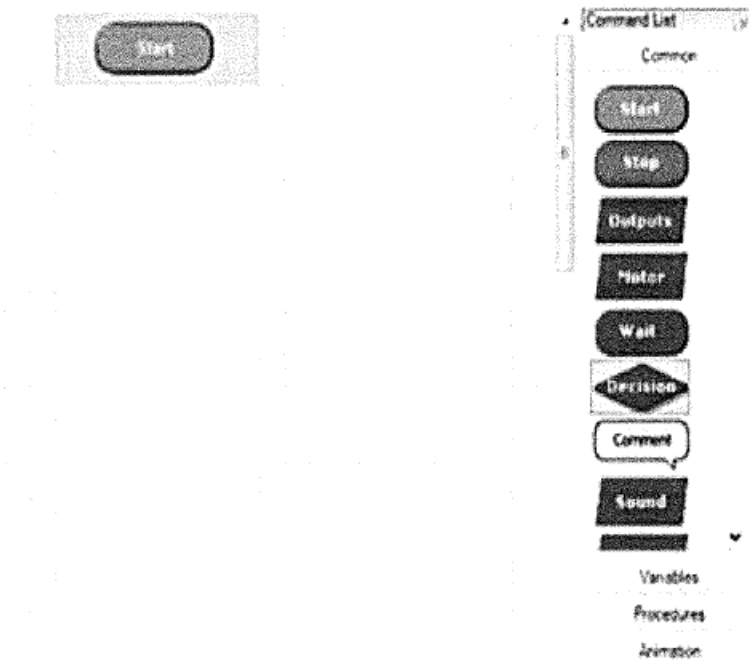 Start
Command List
Common
Start
Stop
Outputs
Motor
Wait
Decision
Comment
Sound
Variables
Procedures
Animation